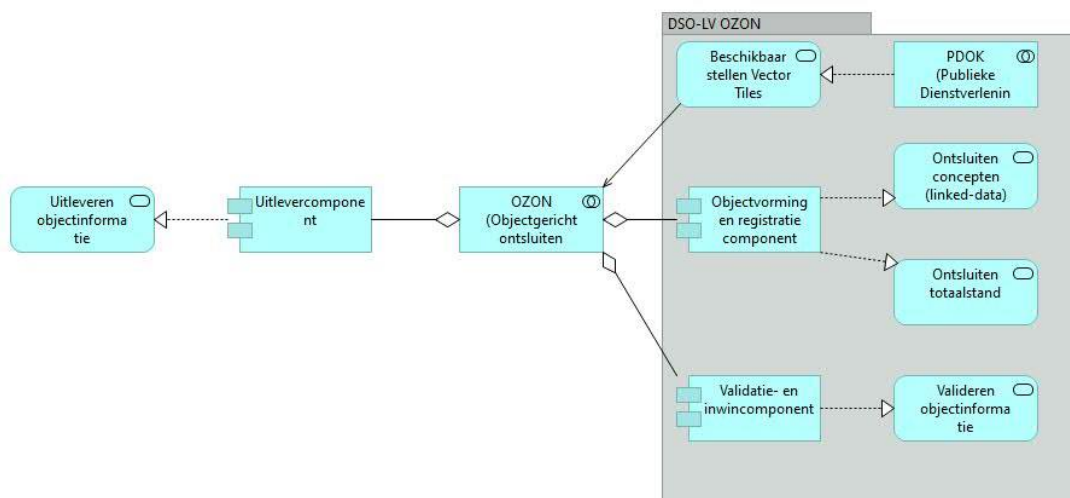 DSO-LV OZON
Beschikbaar
stellen Vector
Tiles
PDOK
(Publieke
Dienstverlenin
Ontsluiten
concepten
(linked-data)
Uitleveren
objectinforma
tie
Uitlevercompone
nt
OZON
(Objectgericht
ontsluiten
Objectvorming
en registratie
component
Ontsluiten
totaalstand
Validatie- en
inwincomponent
Valideren
objectinforma
tie